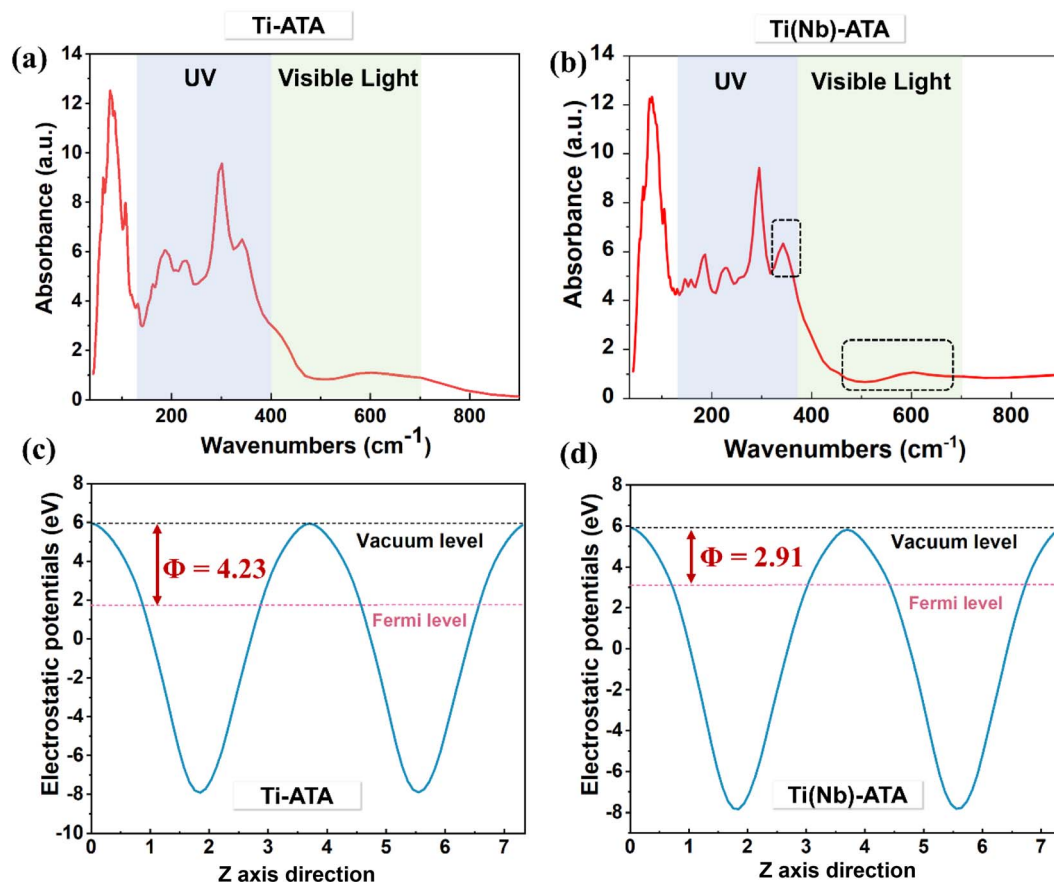 Ti-ATA
(a)
UV
Visible Light
Absorbance (a.u.)
14
12
10
8
6
4
2
0
200 400 600 800
Wavenumbers (cm⁻¹)
Ti(Nb)-ATA
(b)
UV
Visible Light
Absorbance (a.u.)
14
12
10
8
6
4
2
0
200 400 600 800
Wavenumbers (cm⁻¹)
(c)
Electrostatic potentials (eV)
8
6
4
2
0
-2
-4
-6
-8
-10
Vacuum level
Φ = 4.23
Fermi level
Ti-ATA
0 1 2 3 4 5 6 7
Z axis direction
(d)
Electrostatic potentials (eV)
8
6
4
2
0
-2
-4
-6
-8
Vacuum level
Φ = 2.91
Fermi level
Ti(Nb)-ATA
0 1 2 3 4 5 6 7
Z axis direction